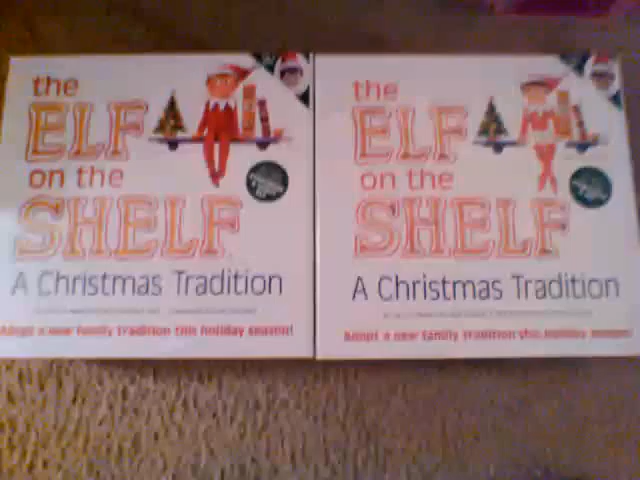 the
ELF
on the
SHELF
A Christmas Tradition
Adopt a new family tradition this holiday season!
the
ELF
on the
SHELF
A Christmas Tradition
Adopt a new family tradition this holiday season!